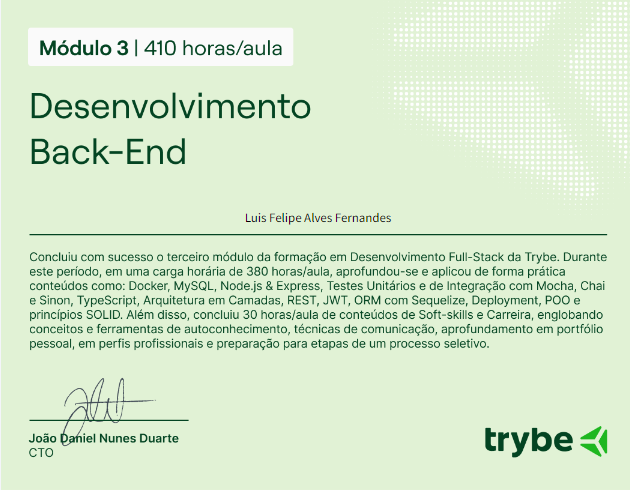 Módulo 3 | 410 horas/aula
Desenvolvimento
Back-End
Luis Felipe Alves Fernandes
Concluiu com sucesso o terceiro módulo da formação em Desenvolvimento Full-Stack da Trybe. Durante
este período, em uma carga horária de 380 horas/aula, aprofundou-se e aplicou de forma prática
conteúdos como: Docker, MySQL, Node.js & Express, Testes Unitários e de Integração com Mocha, Chai
e Sinon, TypeScript, Arquitetura em Camadas, REST, JWT, ORM com Sequelize, Deployment, POO e
princípios SOLID. Além disso, concluiu 30 horas/aula de conteúdos de Soft-skills e Carreira, englobando
conceitos e ferramentas de autoconhecimento, técnicas de comunicação, aprofundamento em portfólio
pessoal, em perfis profissionais e preparação para etapas de um processo seletivo.
João Daniel Nunes Duarte
CTO
trybe